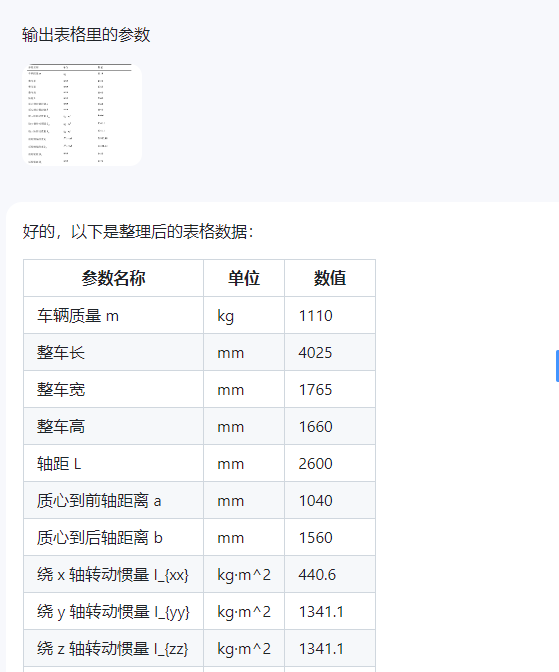 输出表格里的参数
好的，以下是整理后的表格数据：
参数名称 单位 数值
车辆质量 m kg 1110
整车长 mm 4025
整车宽 mm 1765
整车高 mm 1660
轴距 L mm 2600
质心到前轴距离 a mm 1040
质心到后轴距离 b mm 1560
绕 x 轴转动惯量 I_{xx} kg·m^2 440.6
绕 y 轴转动惯量 I_{yy} kg·m^2 1341.1
绕 z 轴转动惯量 I_{zz} kg·m^2 1341.1